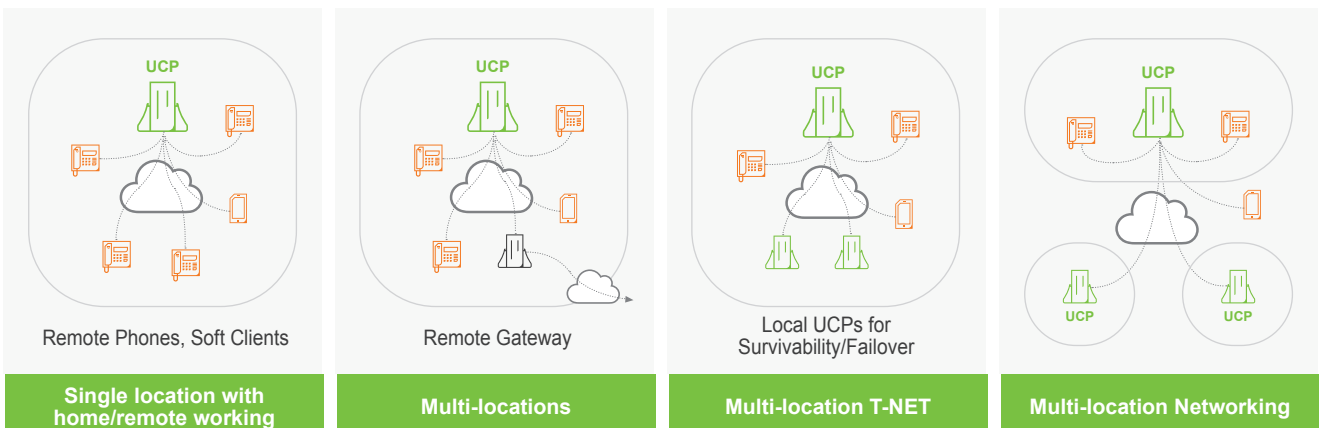 UCP
UCP
UCP
UCP
UCP
UCP
Remote Phones, Soft Clients
Remote Gateway
Local UCPs for
Survivability/Failover
Single location with
home/remote working
Multi-locations
Multi-location T-NET
Multi-location Networking